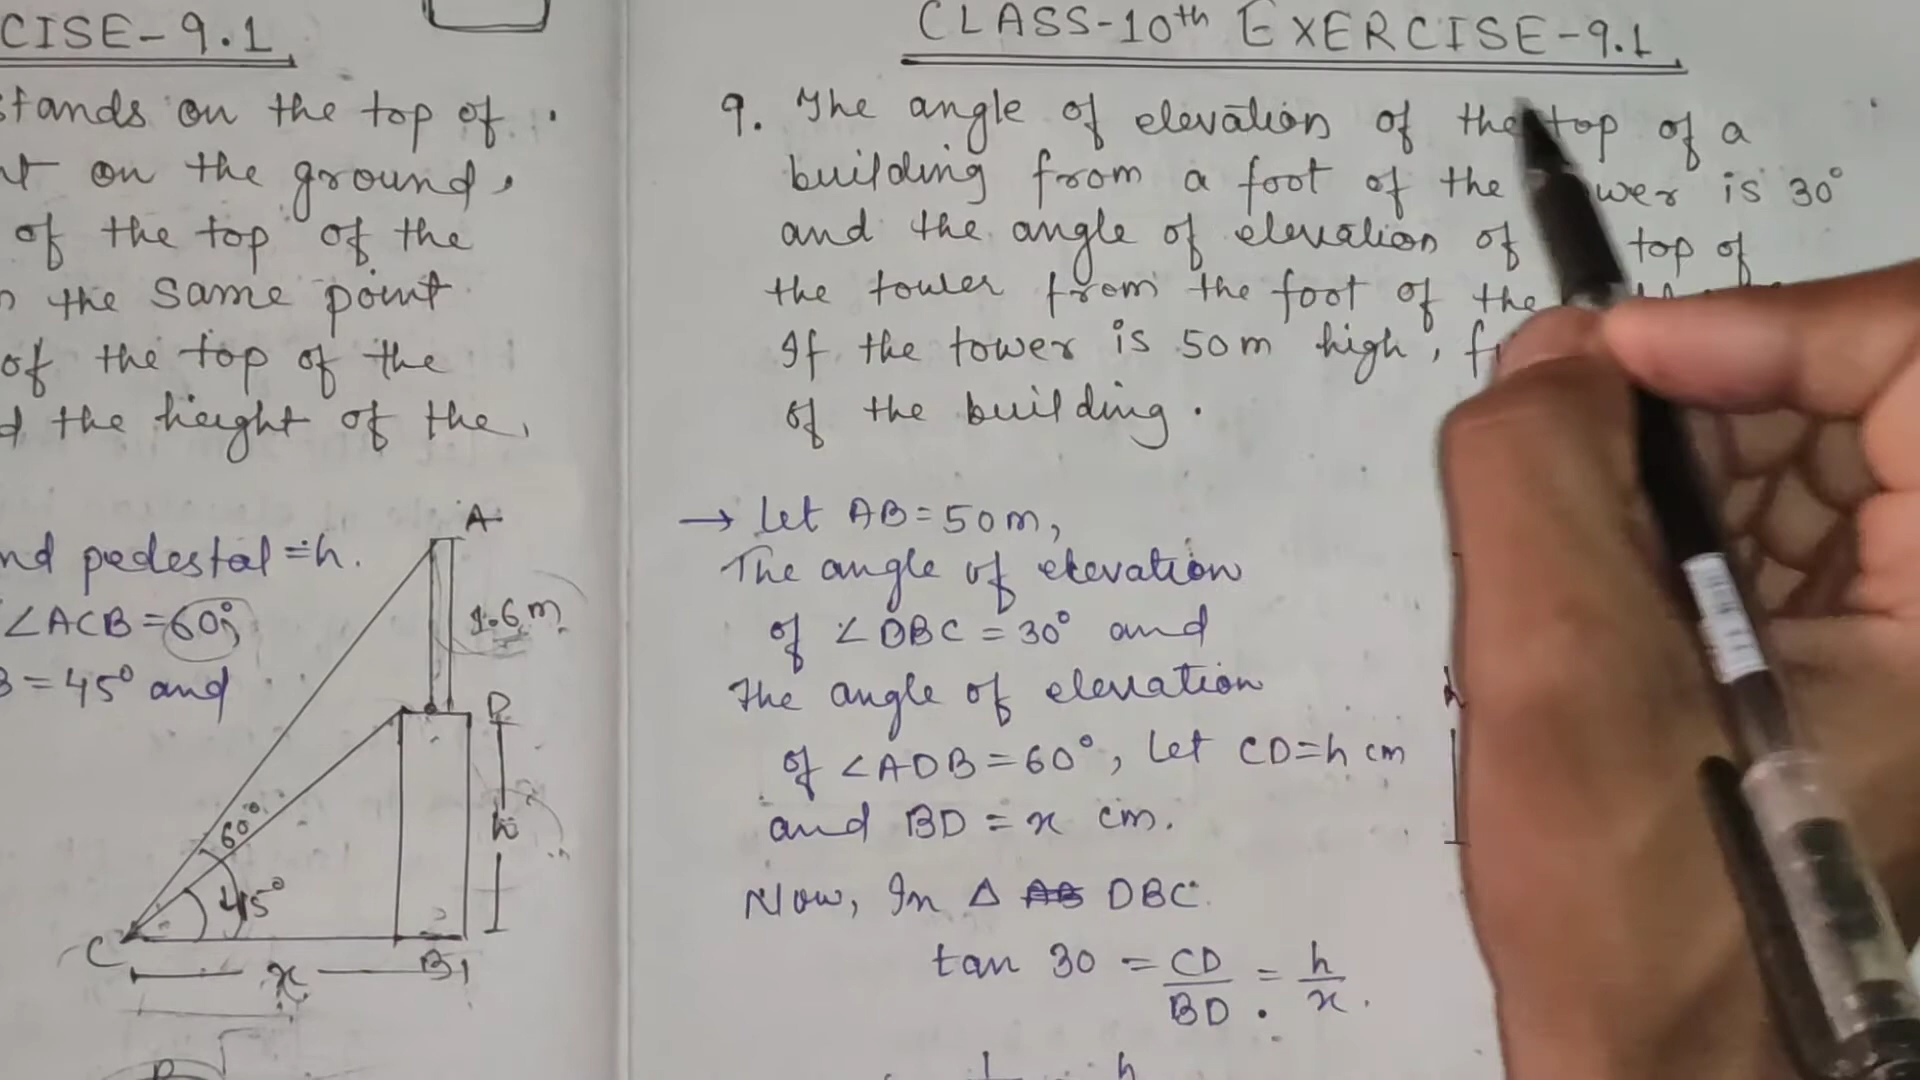 CISE-9.1
stands on the top of
on the ground,
of the top of the
the same point
of the top of the
the height of the,
nd pedestal = h.
∠ACB = 60°,
B = 45° and
A
1.6 m
D
h
60°
45°
C
x
B
CLASS-10th EXERCISE-9.1
9. The angle of elevation of the top of a
building from a foot of the wer is 30°
and the angle of elevation of top of
the tower from the foot of the
If the tower is 50m high,
of the building.
→ Let AB = 50m,
The angle of elevation
of ∠DBC = 30° and
The angle of elevation
of ∠ADB = 60°, Let CD = h cm
and BD = x cm.
Now, In Δ DBC.
tan 30 = CD/BD = h/x.
1 h